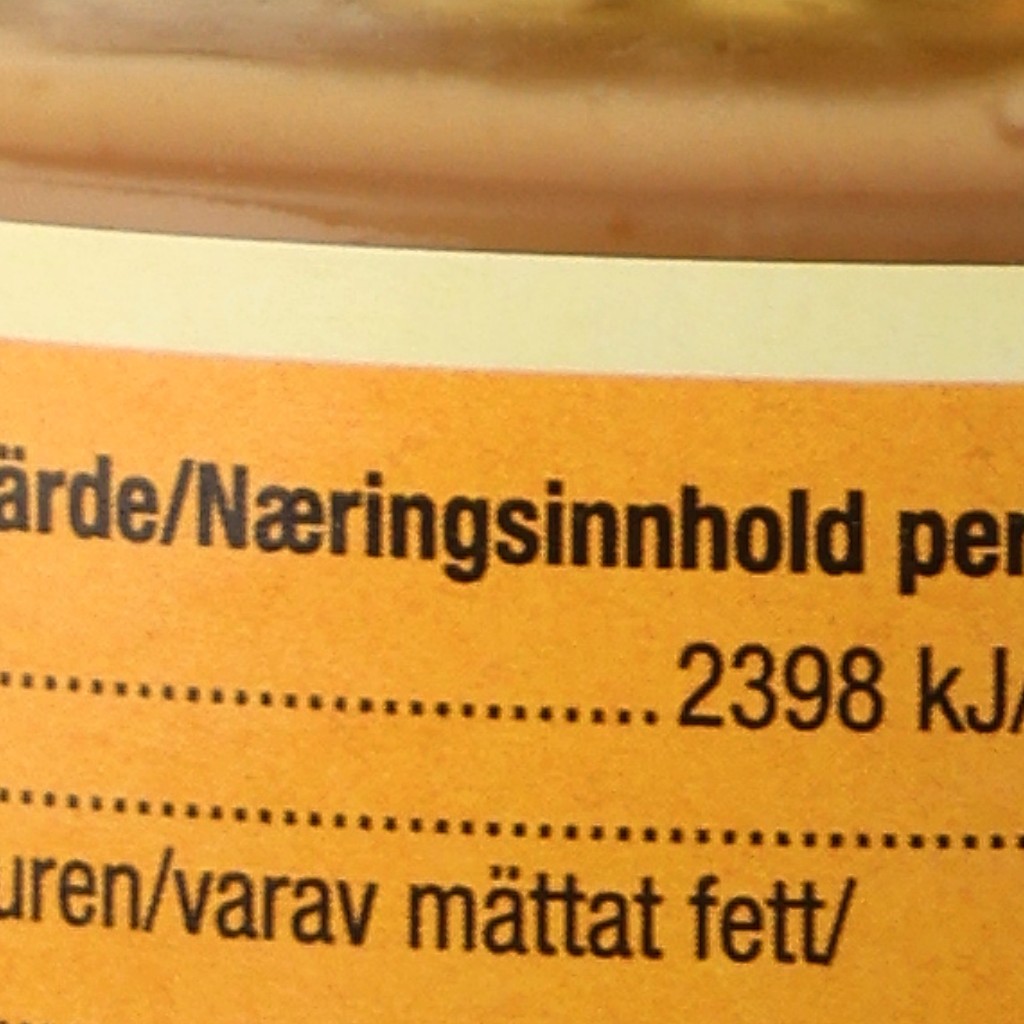 ärde/Næringsinnhold per
........................................ 2398 kJ/
............................................................
uren/varav mättat fett/